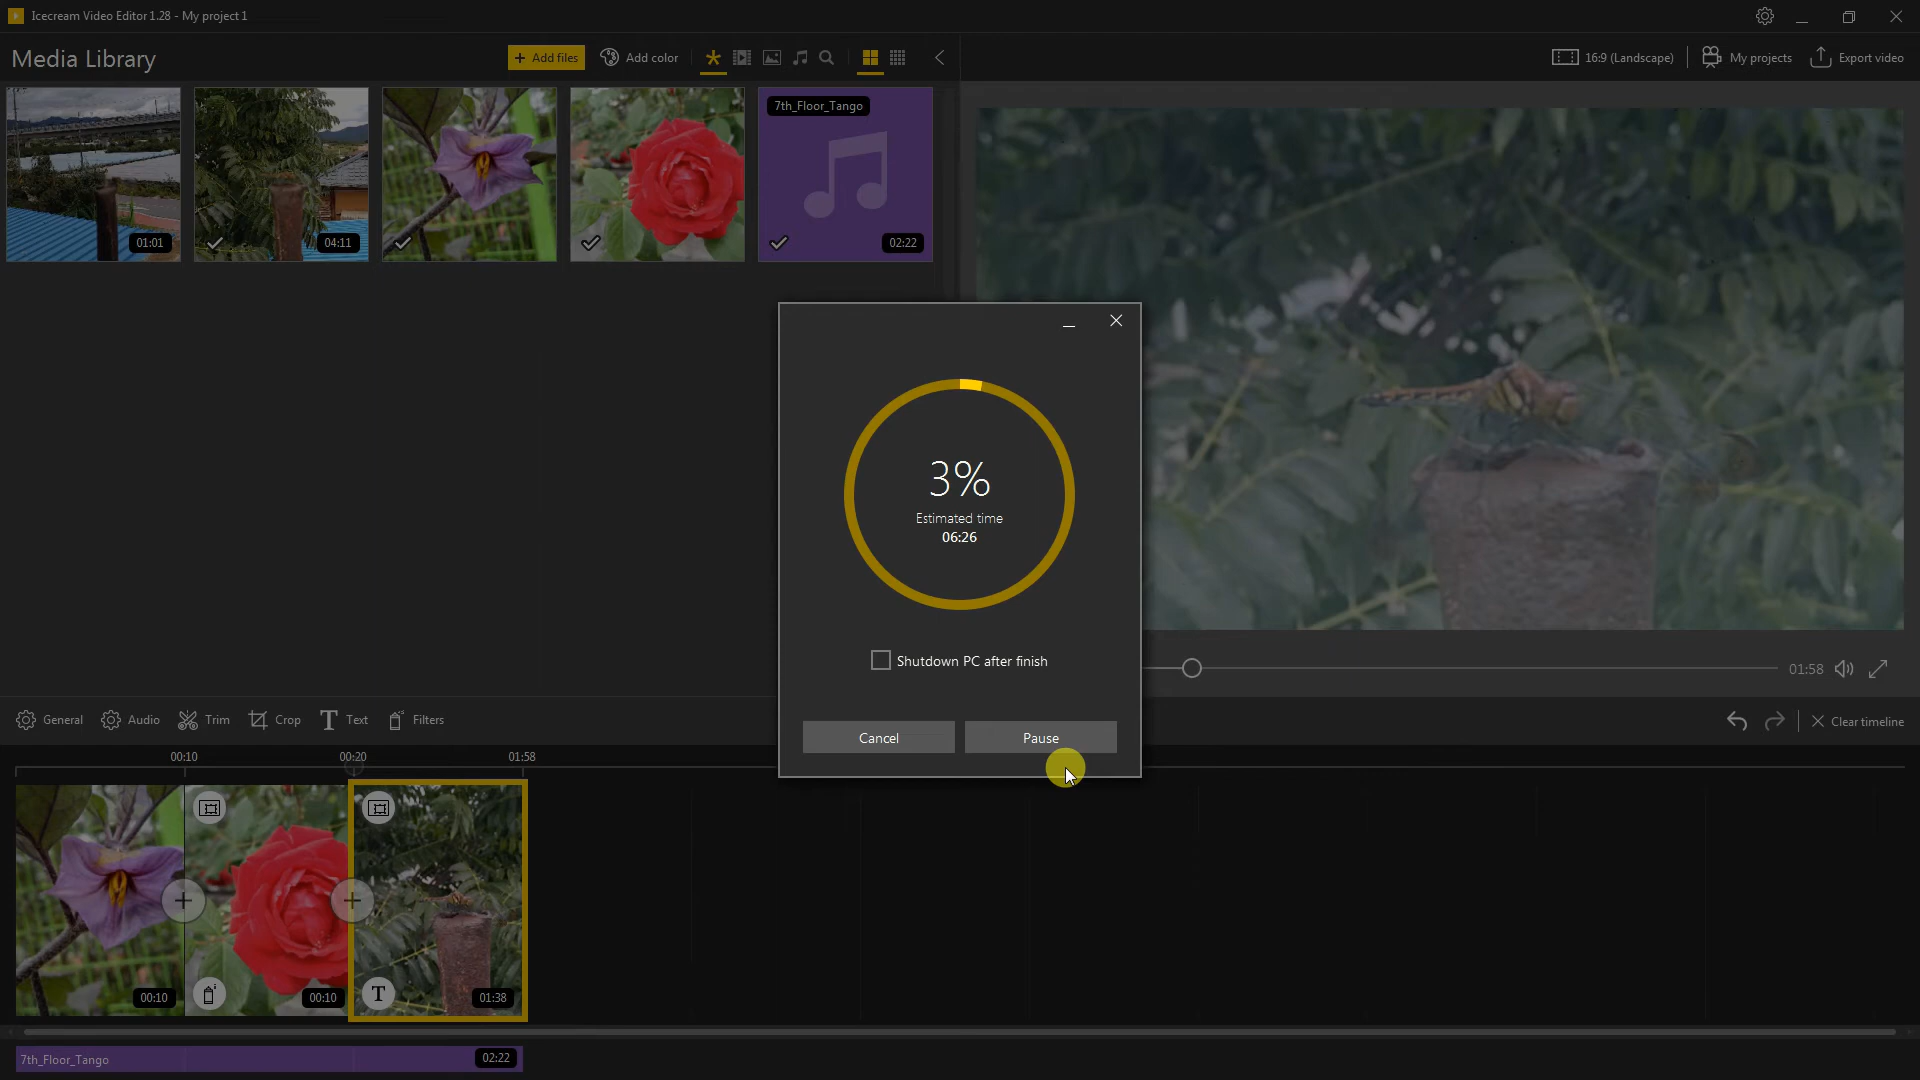 Icecream Video Editor 1.28 - My project 1
Media Library
+ Add files
Add color
16:9 (Landscape)
My projects
Export video
01:01
04:11
7th_Floor_Tango
02:22
3%
Estimated time
06:26
Shutdown PC after finish
Cancel
Pause
01:58
General
Audio
Trim
Crop
Text
Filters
Clear timeline
00:10
00:20
01:58
00:10
00:10
01:38
7th_Floor_Tango
02:22